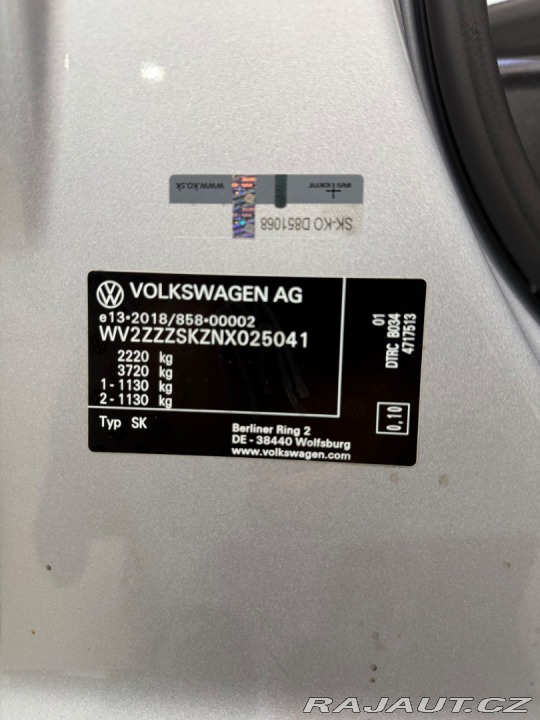 www.ko.sk
SK-KO D851068
VOLKSWAGEN AG
e13*2018/858*00002
WV2ZZZSKZNX025041
2220 kg
3720 kg
1 - 1130 kg
2 - 1130 kg
Typ SK
Berliner Ring 2
DE - 38440 Wolfsburg
www.volkswagen.com
01
DTRC B034
4717513
0,10
RAJAUT.CZ